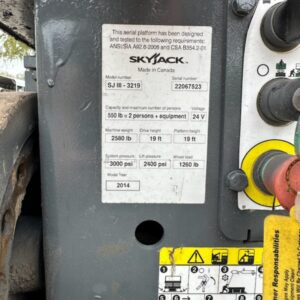 This aerial platform has been designed
and tested to the following requirements:
ANSI/SIA A92.6-2006 and CSA B354.2-01
SKYJACK
Made in Canada
Model number
Serial number
SJ III - 3219
22067523
Capacity and maximum number of persons
Voltage
550 lb = 2 persons + equipment
24 V
Machine weight
Drive height
Platform height
2580 lb
19 ft
19 ft
System pressure
Lift pressure
Wheel load
3000 psi
2400 psi
1260 lb
Model Year
2014
Responsibilities